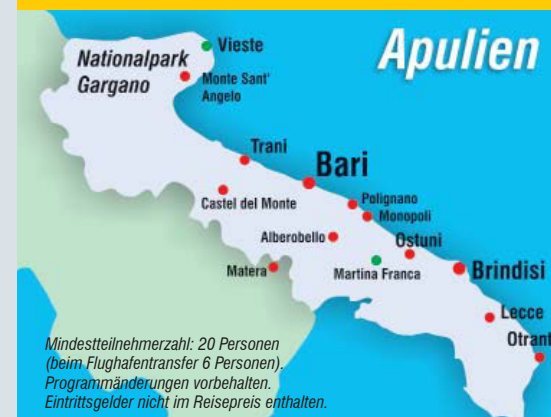 Apulien
Nationalpark
Gargano
Vieste
Monte Sant'
Angelo
Trani
Bari
Castel del Monte
Polignano
Monopoli
Alberobello
Ostuni
Matera
Martina Franca
Brindisi
Lecce
Otrant
Mindestteilnehmerzahl: 20 Personen
(beim Flughafentransfer 6 Personen).
Programmänderungen vorbehalten.
Eintrittsgelder nicht im Reisepreis enthalten.